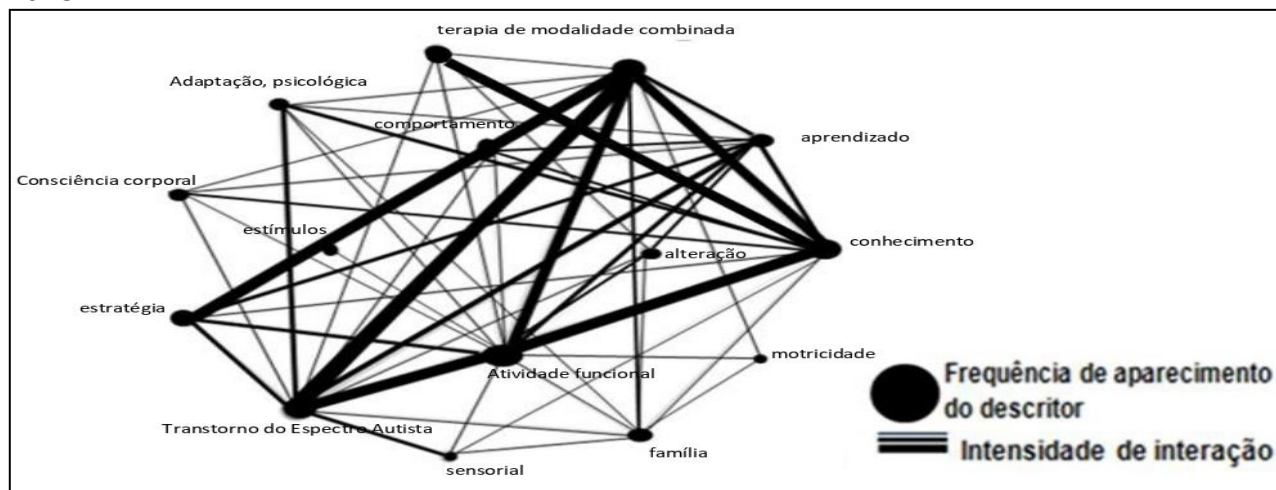 terapia de modalidade combinada
Adaptação, psicológica
comportamento
aprendizado
Consciência corporal
estímulos
alteração
conhecimento
estratégia
motricidade
Atividade funcional
Transtorno do Espectro Autista
sensorial
família
Frequência de aparecimento
do descritor
Intensidade de interação